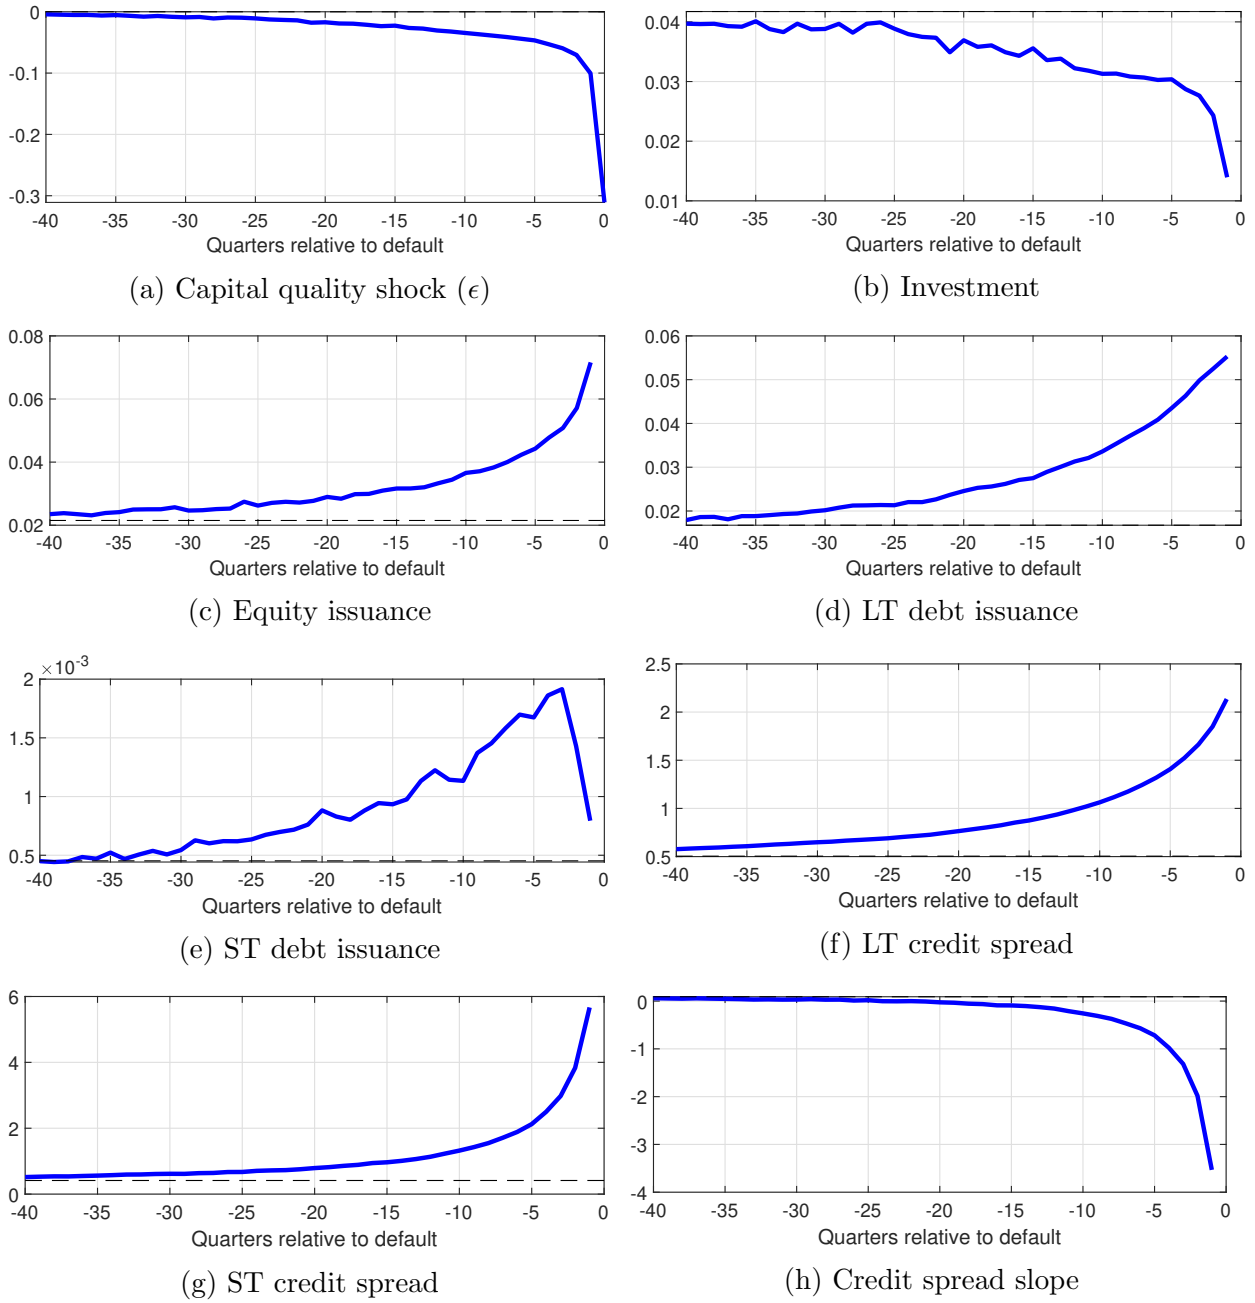 0
-0.1
-0.2
-0.3
-40 -35 -30 -25 -20 -15 -10 -5 0
Quarters relative to default
(a) Capital quality shock (ϵ)
0.04
0.03
0.02
0.01
-40 -35 -30 -25 -20 -15 -10 -5 0
Quarters relative to default
(b) Investment
0.08
0.06
0.04
0.02
-40 -35 -30 -25 -20 -15 -10 -5 0
Quarters relative to default
(c) Equity issuance
0.06
0.05
0.04
0.03
0.02
-40 -35 -30 -25 -20 -15 -10 -5 0
Quarters relative to default
(d) LT debt issuance
×10⁻³
2
1.5
1
0.5
-40 -35 -30 -25 -20 -15 -10 -5 0
Quarters relative to default
(e) ST debt issuance
2.5
2
1.5
1
0.5
-40 -35 -30 -25 -20 -15 -10 -5 0
Quarters relative to default
(f) LT credit spread
6
4
2
0
-40 -35 -30 -25 -20 -15 -10 -5 0
Quarters relative to default
(g) ST credit spread
0
-1
-2
-3
-4
-40 -35 -30 -25 -20 -15 -10 -5 0
Quarters relative to default
(h) Credit spread slope